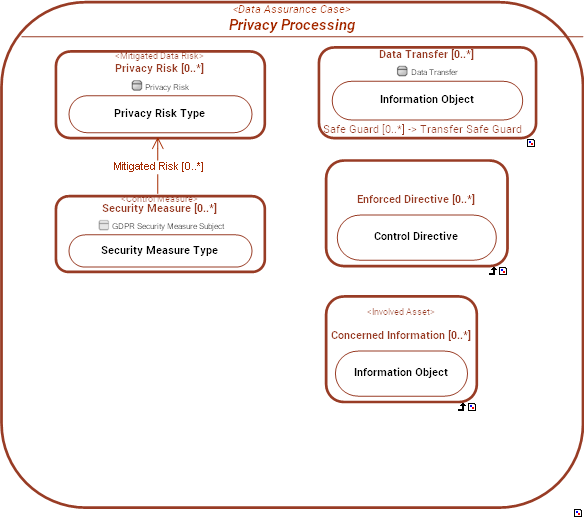 <Data Assurance Case>
Privacy Processing
<Mitigated Data Risk>
Privacy Risk [0..*]
Privacy Risk
Privacy Risk Type
Mitigated Risk [0..*]
<Control Measure>
Security Measure [0..*]
GDPR Security Measure Subject
Security Measure Type
Data Transfer [0..*]
Data Transfer
Information Object
Safe Guard [0..*] -> Transfer Safe Guard
Enforced Directive [0..*]
Control Directive
<Involved Asset>
Concerned Information [0..*]
Information Object